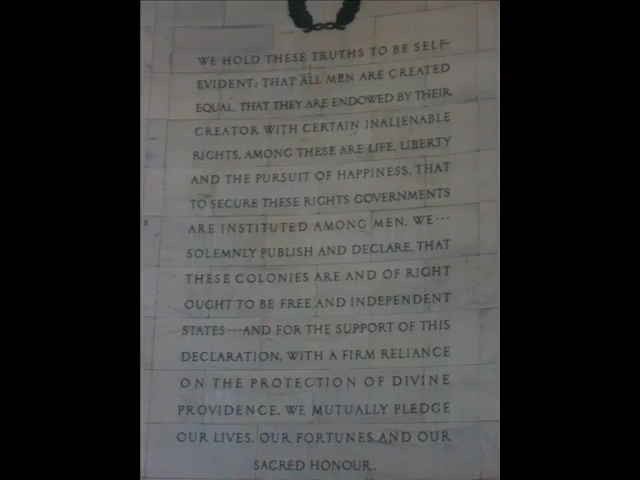 WE HOLD THESE TRUTHS TO BE SELF-
EVIDENT: THAT ALL MEN ARE CREATED
EQUAL, THAT THEY ARE ENDOWED BY THEIR
CREATOR WITH CERTAIN INALIENABLE
RIGHTS, AMONG THESE ARE LIFE, LIBERTY
AND THE PURSUIT OF HAPPINESS, THAT
TO SECURE THESE RIGHTS GOVERNMENTS
ARE INSTITUTED AMONG MEN. WE···
SOLEMNLY PUBLISH AND DECLARE, THAT
THESE COLONIES ARE AND OF RIGHT
OUGHT TO BE FREE AND INDEPENDENT
STATES···AND FOR THE SUPPORT OF THIS
DECLARATION, WITH A FIRM RELIANCE
ON THE PROTECTION OF DIVINE
PROVIDENCE, WE MUTUALLY PLEDGE
OUR LIVES, OUR FORTUNES AND OUR
SACRED HONOUR.